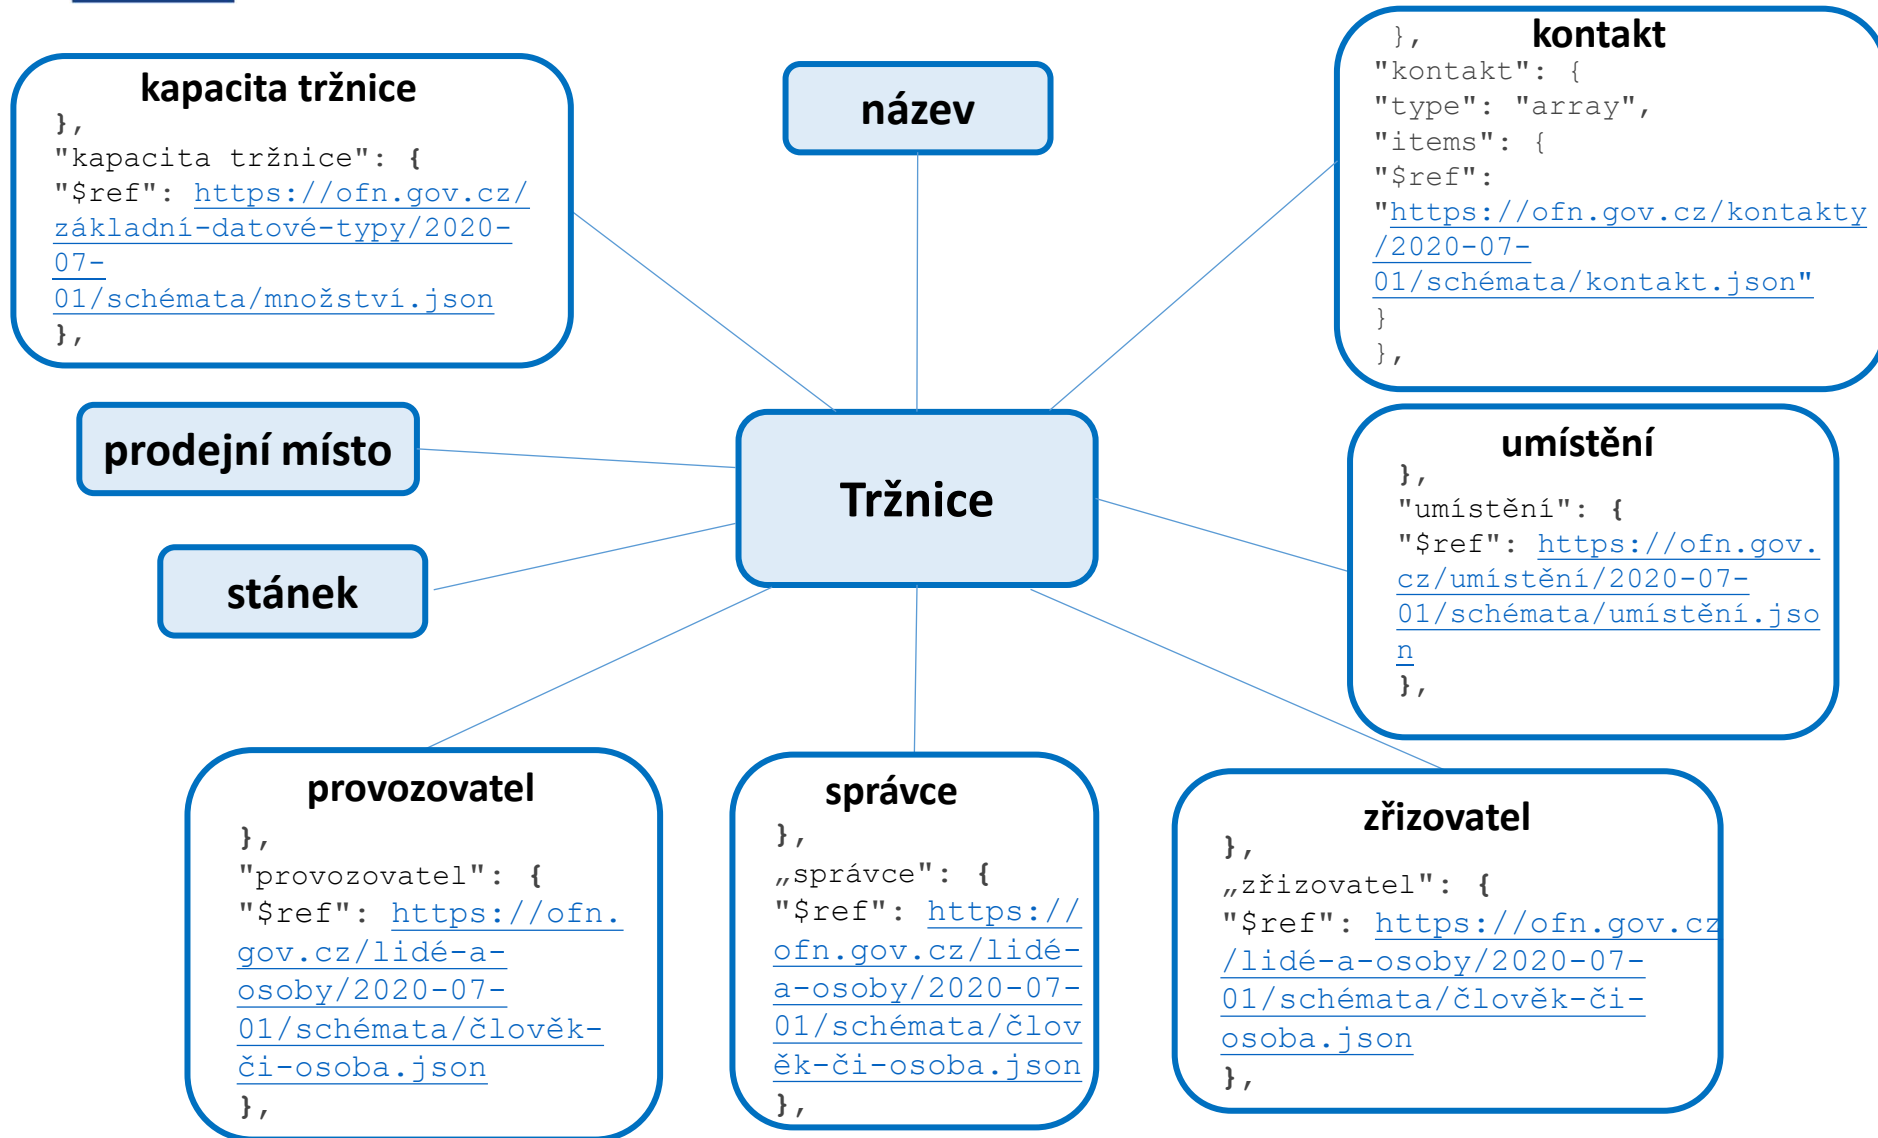 kapacita tržnice
},
"kapacita tržnice": {
"$ref": https://ofn.gov.cz/
základní-datové-typy/2020-
07-
01/schémata/množství.json
},
název
}, kontakt
"kontakt": {
"type": "array",
"items": {
"$ref":
"https://ofn.gov.cz/kontakty
/2020-07-
01/schémata/kontakt.json"
}
},
prodejní místo
Tržnice
stánek
umístění
},
"umístění": {
"$ref": https://ofn.gov.
cz/umístění/2020-07-
01/schémata/umístění.jso
n
},
provozovatel
},
"provozovatel": {
"$ref": https://ofn.
gov.cz/lidé-a-
osoby/2020-07-
01/schémata/člověk-
či-osoba.json
},
správce
},
„správce": {
"$ref": https://
ofn.gov.cz/lidé-
a-osoby/2020-07-
01/schémata/člov
ěk-či-osoba.json
},
zřizovatel
},
„zřizovatel": {
"$ref": https://ofn.gov.cz
/lidé-a-osoby/2020-07-
01/schémata/člověk-či-
osoba.json
},